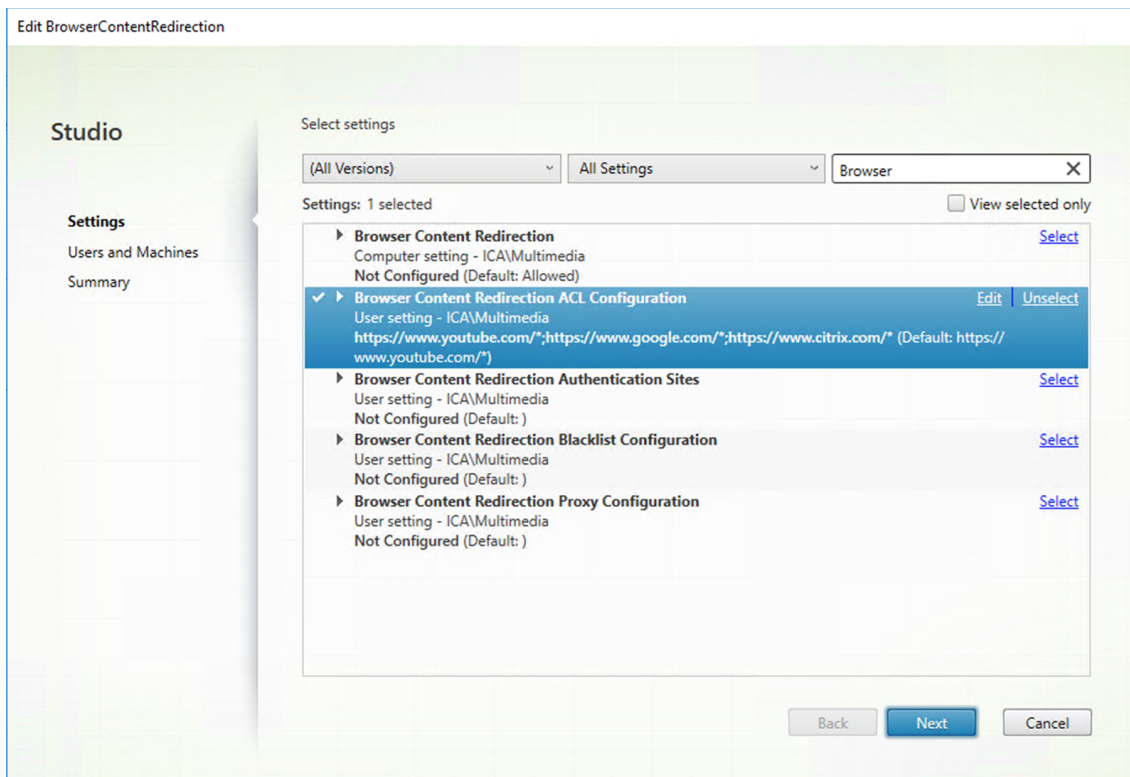 Edit BrowserContentRedirection
Studio
Settings
Users and Machines
Summary
Select settings
(All Versions)
All Settings
Browser
Settings: 1 selected
View selected only
Browser Content Redirection
Select
Computer setting - ICA\Multimedia
Not Configured (Default: Allowed)
Browser Content Redirection ACL Configuration
Edit
Unselect
User setting - ICA\Multimedia
https://www.youtube.com/*;https://www.google.com/*;https://www.citrix.com/* (Default: https://
www.youtube.com/*)
Browser Content Redirection Authentication Sites
Select
User setting - ICA\Multimedia
Not Configured (Default: )
Browser Content Redirection Blacklist Configuration
Select
User setting - ICA\Multimedia
Not Configured (Default: )
Browser Content Redirection Proxy Configuration
Select
User setting - ICA\Multimedia
Not Configured (Default: )
Back
Next
Cancel